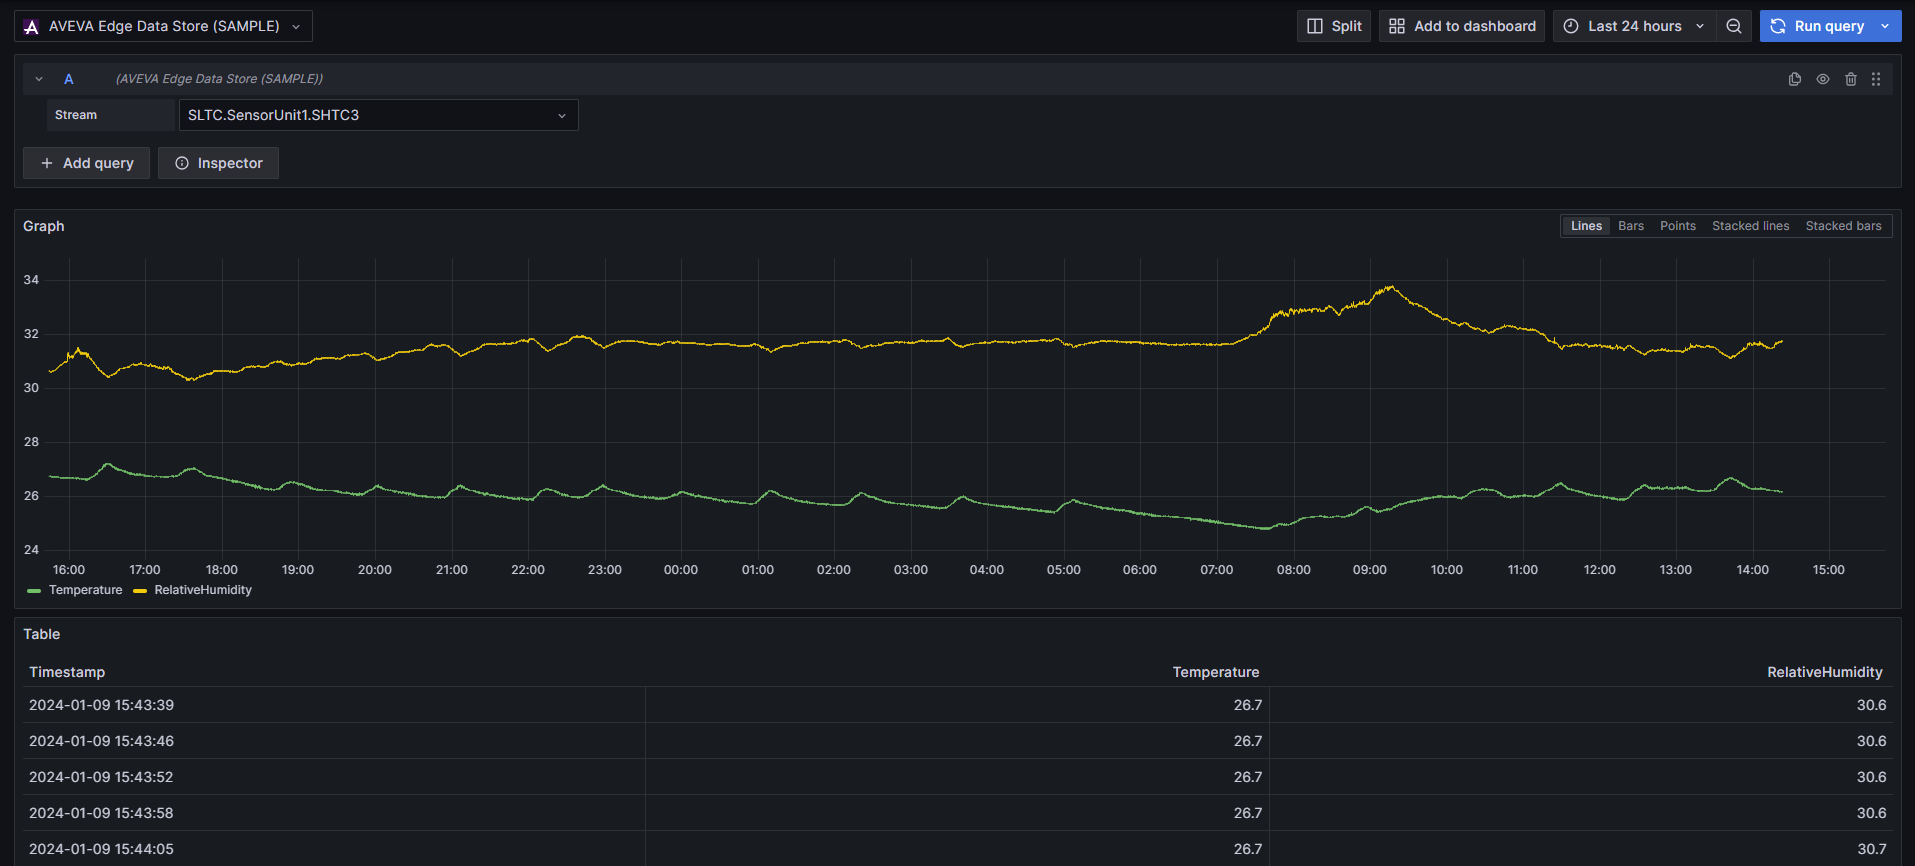 AVEVA Edge Data Store (SAMPLE) Split Add to dashboard Last 24 hours Run query
A (AVEVA Edge Data Store (SAMPLE))
Stream SLTC.SensorUnit1.SHTC3
+ Add query Inspector
Graph Lines Bars Points Stacked lines Stacked bars
34
32
30
28
26
24
16:00 17:00 18:00 19:00 20:00 21:00 22:00 23:00 00:00 01:00 02:00 03:00 04:00 05:00 06:00 07:00 08:00 09:00 10:00 11:00 12:00 13:00 14:00 15:00
Temperature RelativeHumidity
Table
Timestamp Temperature RelativeHumidity
2024-01-09 15:43:39 26.7 30.6
2024-01-09 15:43:46 26.7 30.6
2024-01-09 15:43:52 26.7 30.6
2024-01-09 15:43:58 26.7 30.6
2024-01-09 15:44:05 26.7 30.7